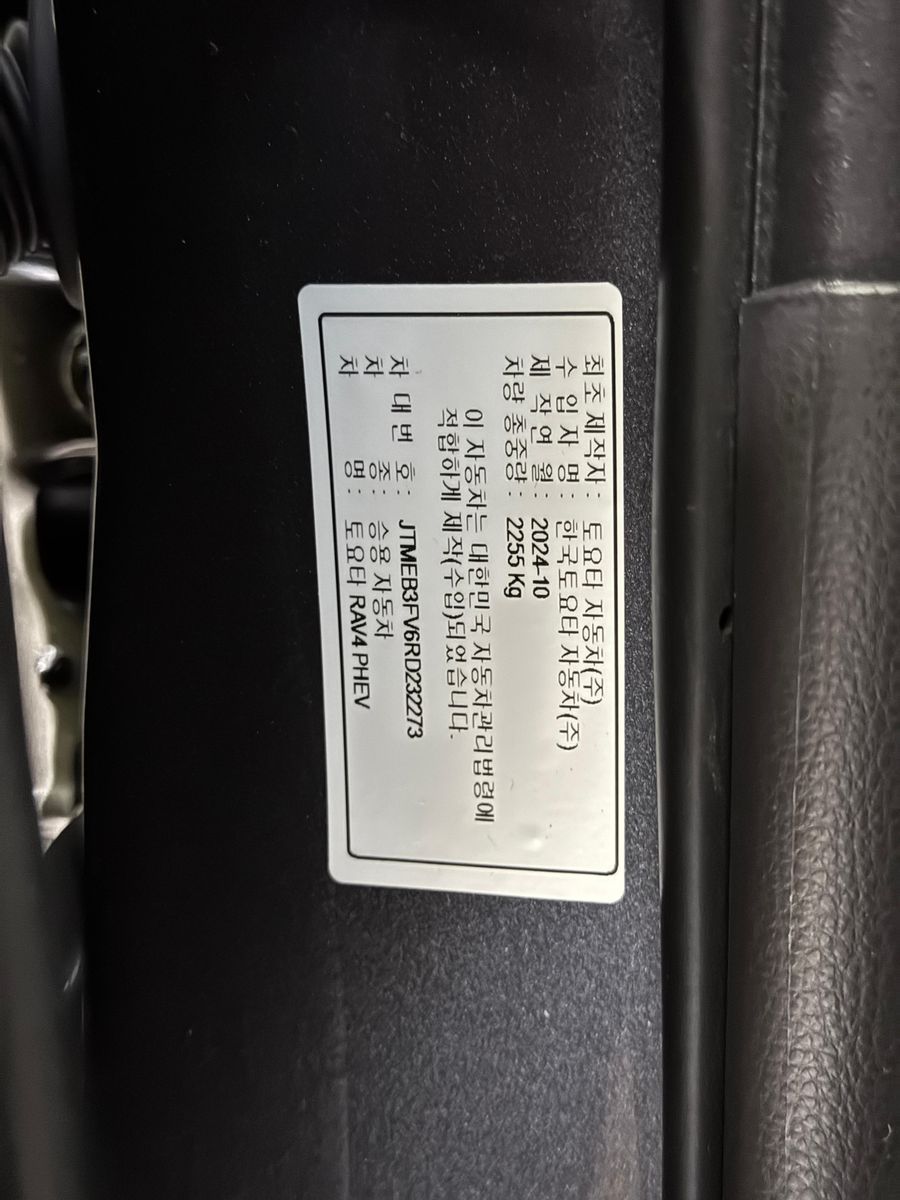 최초 제작자 : 토요타 자동차(주)
수 입 자 명 : 한국토요타 자동차(주)
제 작 연 월 : 2024-10
차량 총중량 : 2255 Kg
이 자동차는 대한민국 자동차관리법령에
적합하게 제작(수입)되었습니다.
차 대 번 호 : JTMEB3FV6RD232273
차 종 : 승용 자동차
차 명 : 토요타 RAV4 PHEV